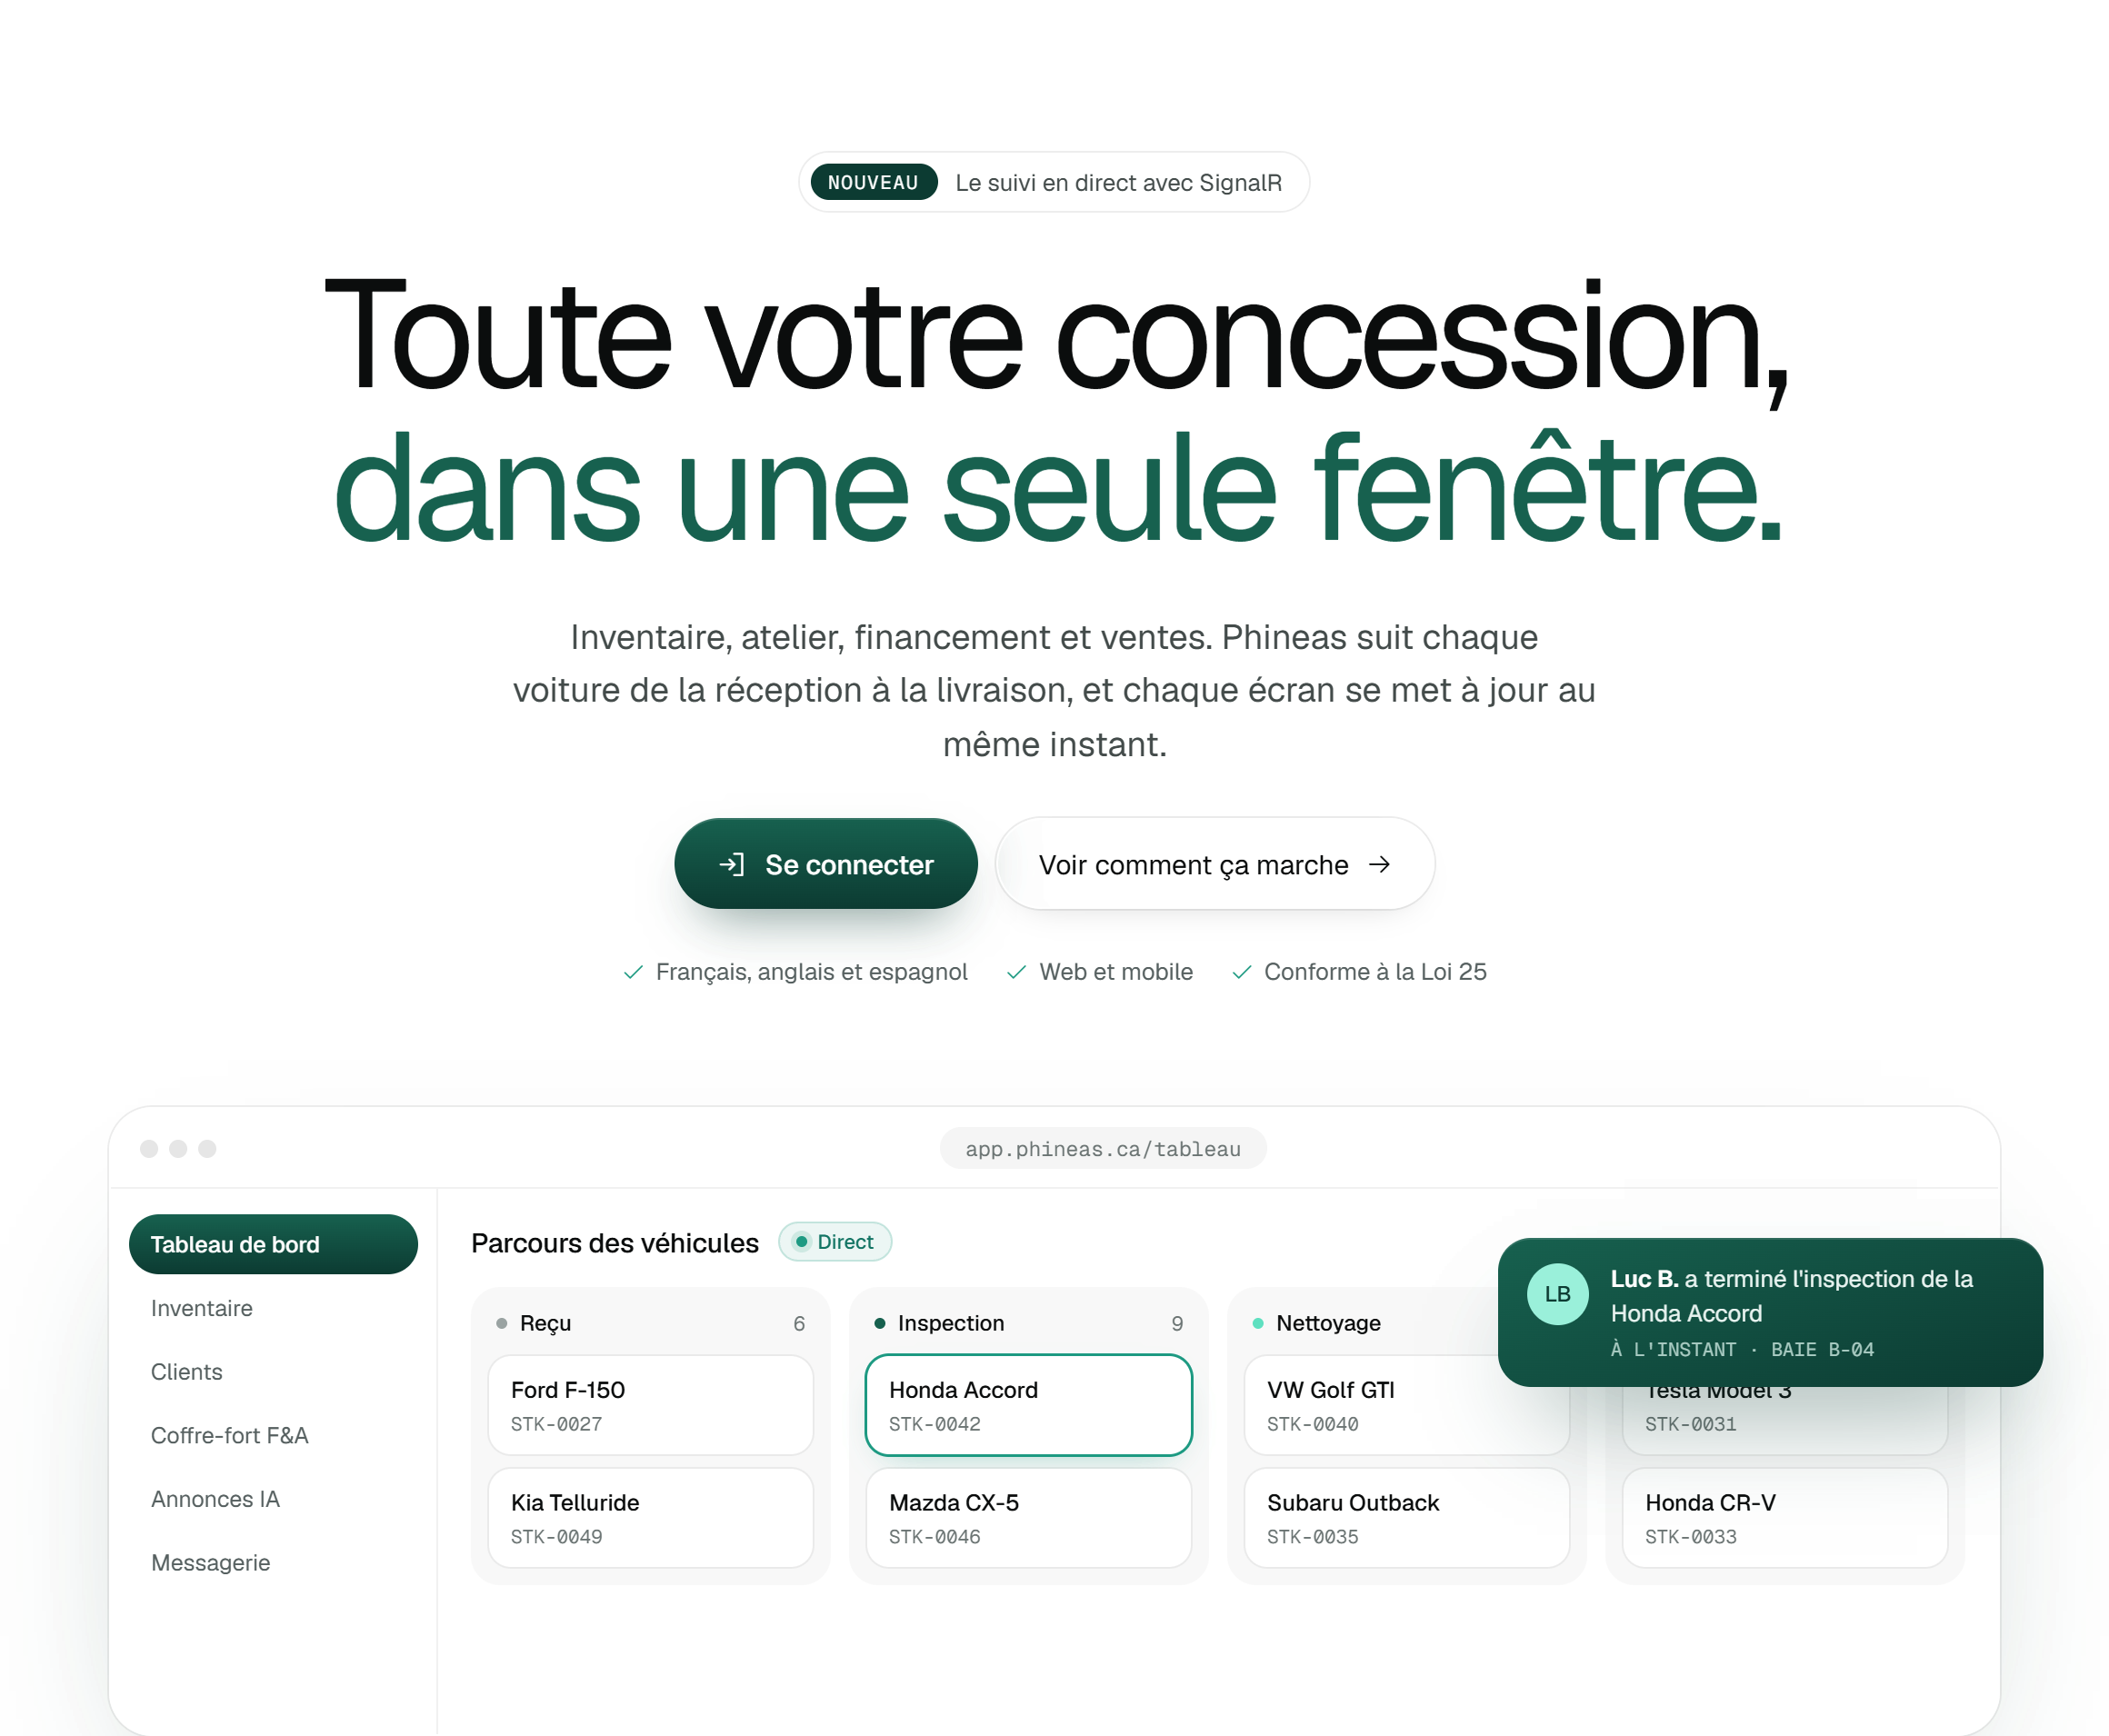 NOUVEAU Le suivi en direct avec SignalR
Toute votre concession,
dans une seule fenêtre.
Inventaire, atelier, financement et ventes. Phineas suit chaque
voiture de la réception à la livraison, et chaque écran se met à jour au
même instant.
Se connecter
Voir comment ça marche
Français, anglais et espagnol
Web et mobile
Conforme à la Loi 25
app.phineas.ca/tableau
Tableau de bord
Inventaire
Clients
Coffre-fort F&A
Annonces IA
Messagerie
Parcours des véhicules
Direct
Reçu 6
Ford F-150
STK-0027
Kia Telluride
STK-0049
Inspection 9
Honda Accord
STK-0042
Mazda CX-5
STK-0046
Nettoyage
VW Golf GTI
STK-0040
Subaru Outback
STK-0035
LB
Luc B. a terminé l'inspection de la
Honda Accord
À L'INSTANT · BAIE B-04
Tesla Model 3
STK-0031
Honda CR-V
STK-0033